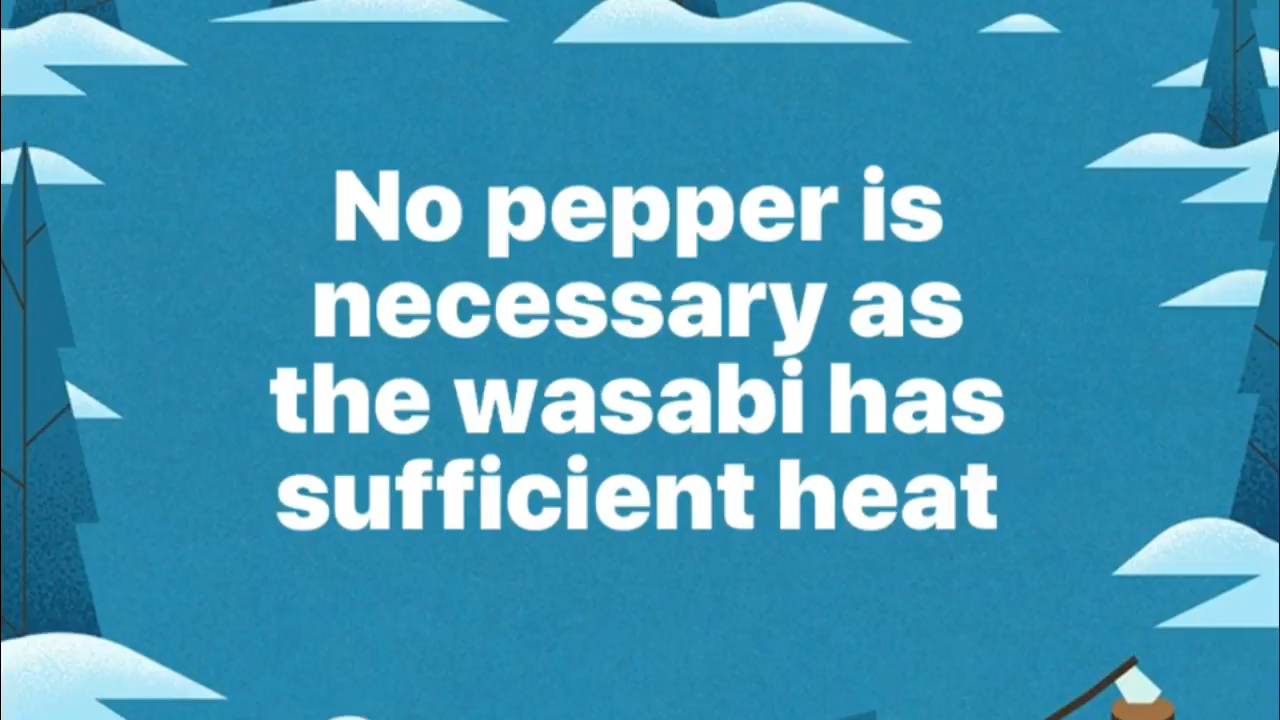 No pepper is
necessary as
the wasabi has
sufficient heat